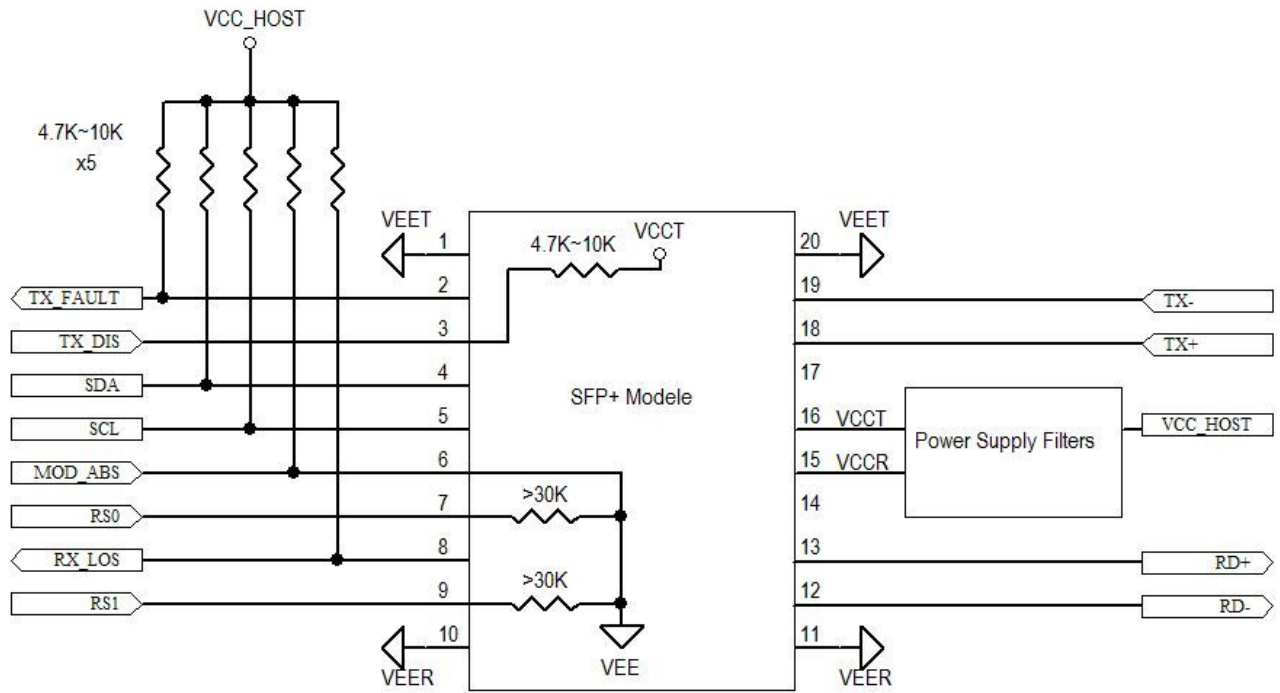 VCC_HOST
4.7K~10K
x5
VEET
1
4.7K~10K
VCCT
20
VEET
TX_FAULT
2
19
TX-
TX_DIS
3
18
TX+
SDA
4
17
SFP+ Modele
SCL
5
16
VCCT
Power Supply Filters
VCC_HOST
MOD_ABS
6
15
VCCR
RS0
7
>30K
14
RX_LOS
8
13
RD+
RS1
9
>30K
12
RD-
10
VEER
VEE
11
VEER